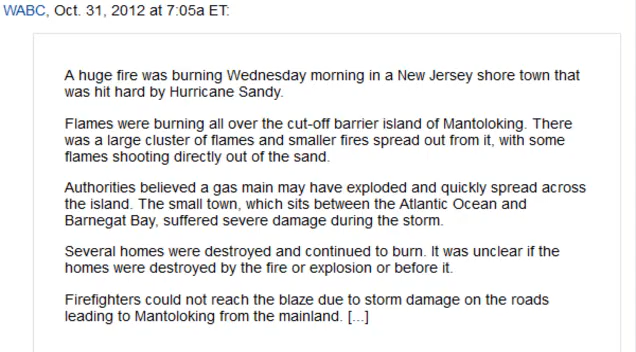 WABC, Oct. 31, 2012 at 7:05a ET:
A huge fire was burning Wednesday morning in a New Jersey shore town that
was hit hard by Hurricane Sandy.
Flames were burning all over the cut-off barrier island of Mantoloking. There
was a large cluster of flames and smaller fires spread out from it, with some
flames shooting directly out of the sand.
Authorities believed a gas main may have exploded and quickly spread across
the island. The small town, which sits between the Atlantic Ocean and
Barnegat Bay, suffered severe damage during the storm.
Several homes were destroyed and continued to burn. It was unclear if the
homes were destroyed by the fire or explosion or before it.
Firefighters could not reach the blaze due to storm damage on the roads
leading to Mantoloking from the mainland. [...]